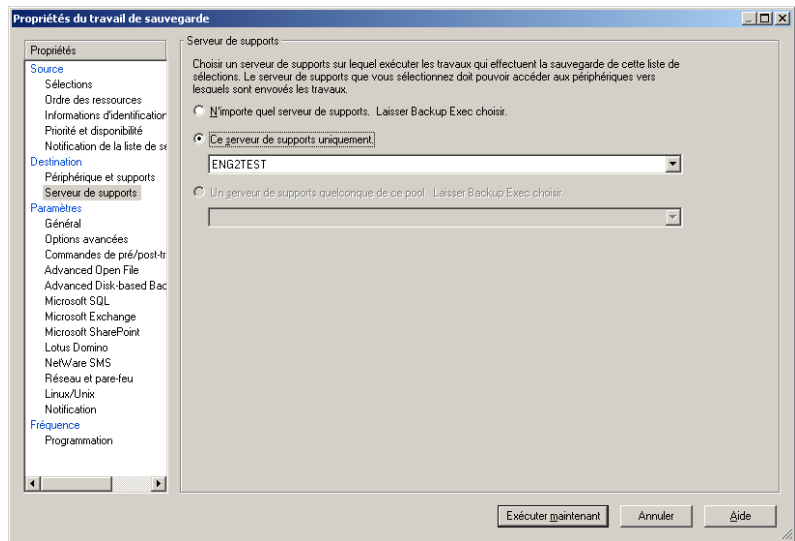 Propriétés du travail de sauvegarde
Propriétés
Source
Sélections
Ordre des ressources
Informations d'identification
Priorité et disponibilité
Notification de la liste de sé
Destination
Périphérique et supports
Serveur de supports
Paramètres
Général
Options avancées
Commandes de pré/post-tr
Advanced Open File
Advanced Disk-based Bac
Microsoft SQL
Microsoft Exchange
Microsoft SharePoint
Lotus Domino
NetWare SMS
Réseau et pare-feu
Linux/Unix
Notification
Fréquence
Programmation
Serveur de supports
Choisir un serveur de supports sur lequel exécuter les travaux qui effectuent la sauvegarde de cette liste de
sélections. Le serveur de supports que vous sélectionnez doit pouvoir accéder aux périphériques vers
lesquels sont envoyés les travaux.
N'importe quel serveur de supports. Laisser Backup Exec choisir.
Ce serveur de supports uniquement.
ENG2TEST
Un serveur de supports quelconque de ce pool. Laisser Backup Exec choisir.
Exécuter maintenant
Annuler
Aide